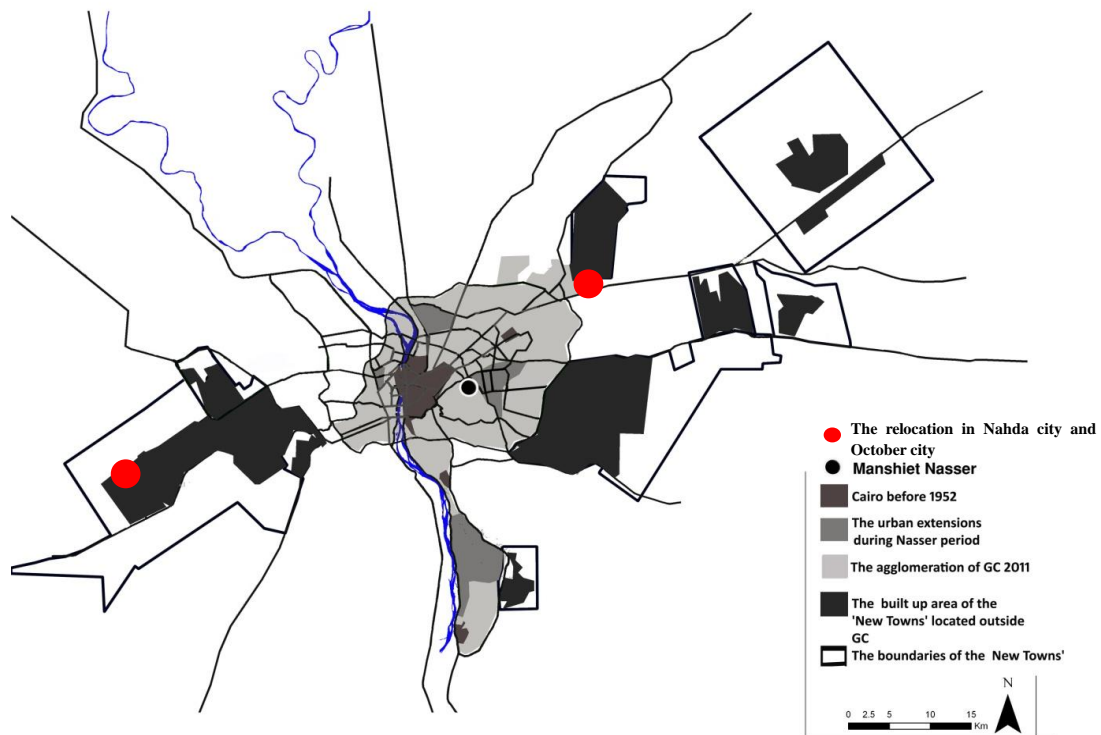 The relocation in Nahda city and
October city
Manshiet Nasser
Cairo before 1952
The urban extensions
during Nasser period
The agglomeration of GC 2011
The built up area of the
'New Towns' located outside
GC
The boundaries of the New Towns'
N
0 2.5 5 10 15
Km